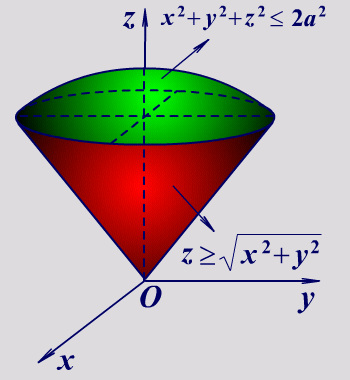 z x²+y²+z² ≤ 2a²
z ≥ √x²+y²
O
y
x